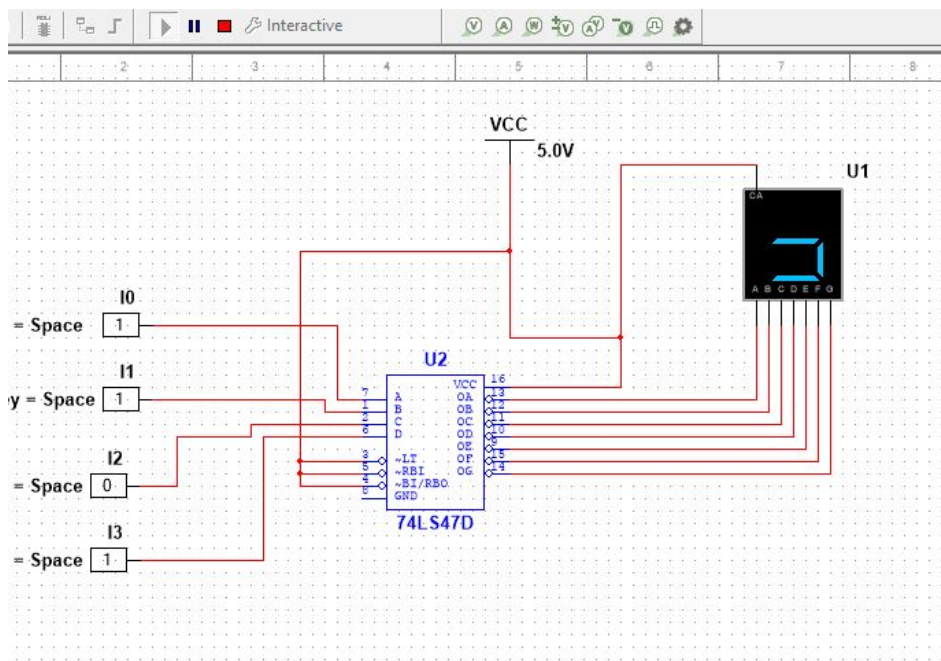 Interactive
2 3 4 5 6 7 8
VCC
5.0V
U1
CA
A B C D E F G
I0
= Space 1
I1
y = Space 1
I2
= Space 0
I3
= Space 1
U2
VCC 16
7 A OA 13
1 B OB 12
2 C OC 11
6 D OD 10
OE 9
3 ~LT OF 15
5 ~RBI OG 14
4 ~BI/RBO
8 GND
74LS47D